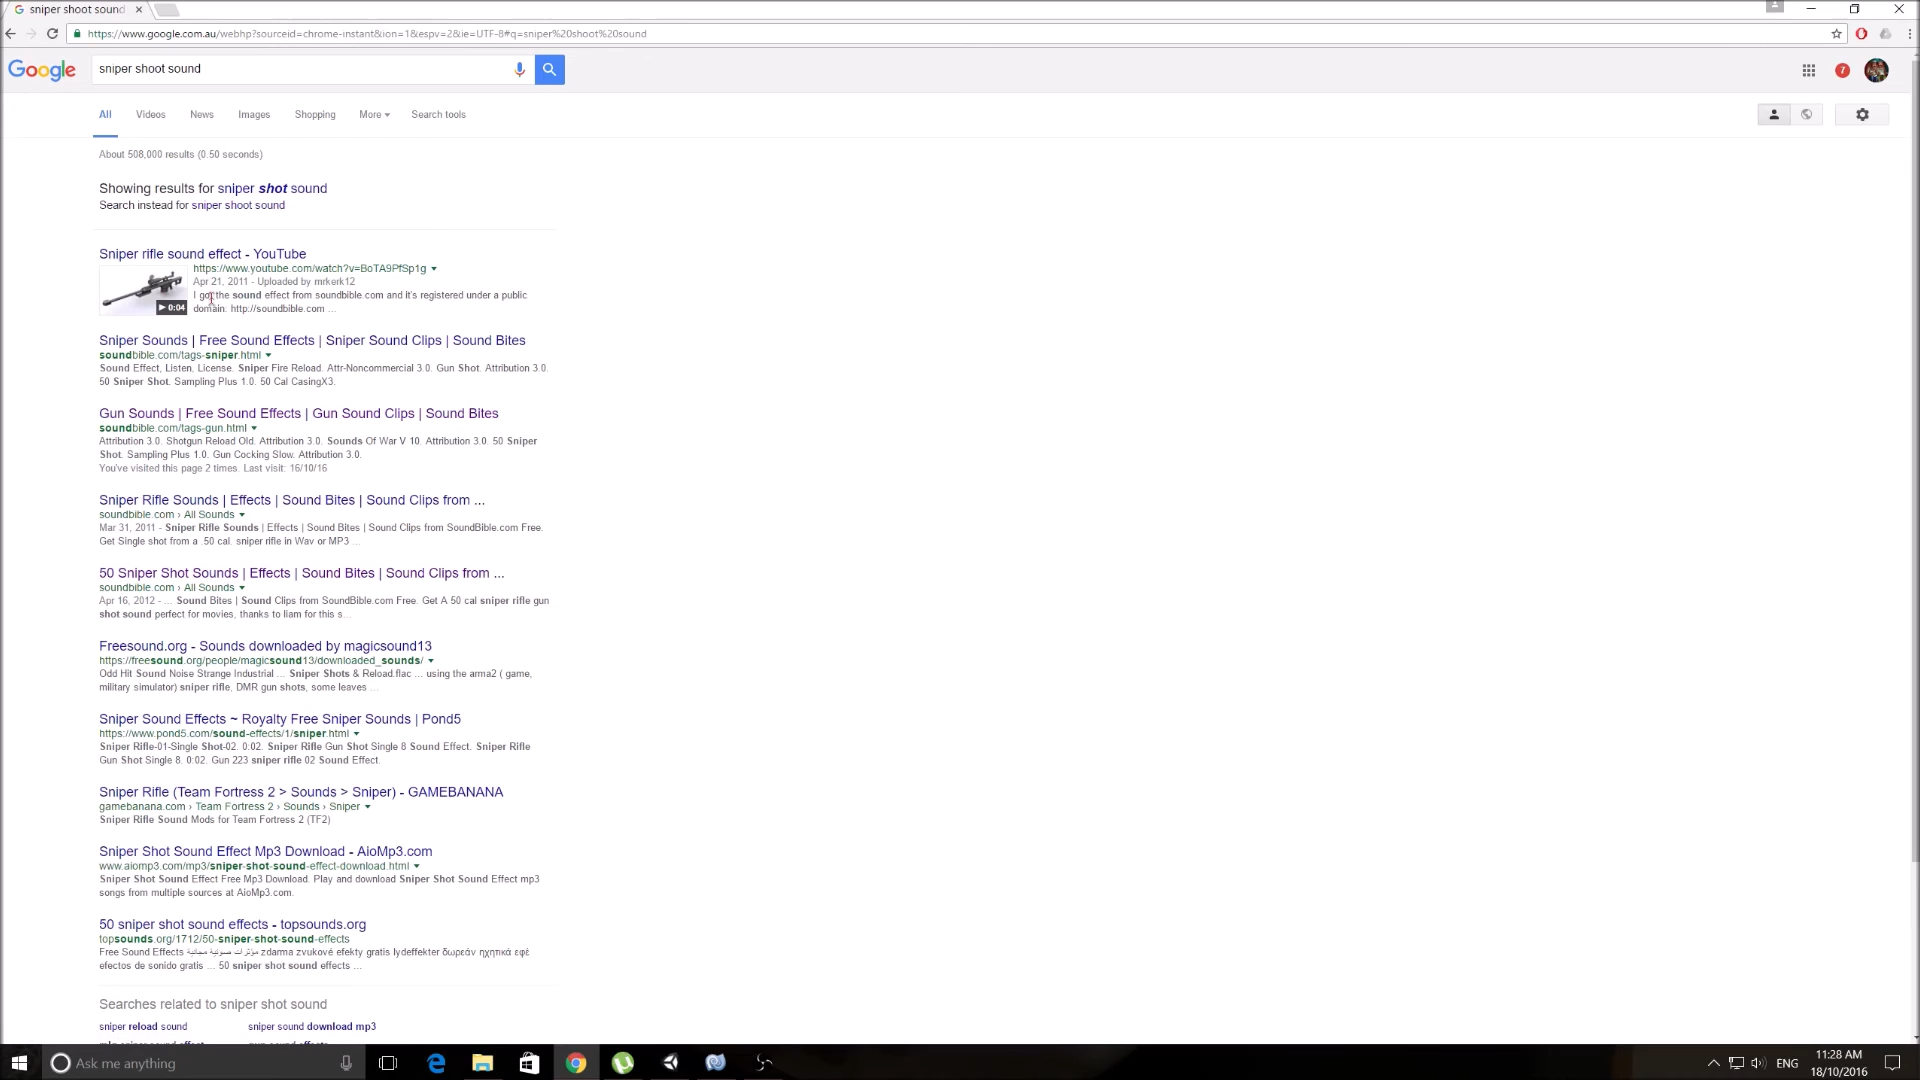 sniper shoot sound
https://www.google.com.au/webhp?sourceid=chrome-instant&ion=1&espv=2&ie=UTF-8#q=sniper%20shoot%20sound
Google
sniper shoot sound
7
All Videos News Images Shopping More Search tools
About 508,000 results (0.50 seconds)
Showing results for sniper shot sound
Search instead for sniper shoot sound
Sniper rifle sound effect - YouTube
https://www.youtube.com/watch?v=BoTA9PfSp1g
Apr 21, 2011 - Uploaded by mrkerk12
I got the sound effect from soundbible.com and it's registered under a public
domain. http://soundbible.com ...
0:04
Sniper Sounds | Free Sound Effects | Sniper Sound Clips | Sound Bites
soundbible.com/tags-sniper.html
Sound Effect, Listen, License. Sniper Fire Reload. Attr-Noncommercial 3.0. Gun Shot. Attribution 3.0.
50 Sniper Shot. Sampling Plus 1.0. 50 Cal CasingX3.
Gun Sounds | Free Sound Effects | Gun Sound Clips | Sound Bites
soundbible.com/tags-gun.html
Attribution 3.0. Shotgun Reload Old. Attribution 3.0. Sounds Of War V 10. Attribution 3.0. 50 Sniper
Shot. Sampling Plus 1.0. Gun Cocking Slow. Attribution 3.0.
You've visited this page 2 times. Last visit: 16/10/16
Sniper Rifle Sounds | Effects | Sound Bites | Sound Clips from ...
soundbible.com › All Sounds
Mar 31, 2011 - Sniper Rifle Sounds | Effects | Sound Bites | Sound Clips from SoundBible.com Free.
Get Single shot from a .50 cal. sniper rifle in Wav or MP3 ...
50 Sniper Shot Sounds | Effects | Sound Bites | Sound Clips from ...
soundbible.com › All Sounds
Apr 16, 2012 - ... Sound Bites | Sound Clips from SoundBible.com Free. Get A 50 cal sniper rifle gun
shot sound perfect for movies, thanks to liam for this s...
Freesound.org - Sounds downloaded by magicsound13
https://freesound.org/people/magicsound13/downloaded_sounds/
Odd Hit Sound Noise Strange Industrial ... Sniper Shots & Reload.flac ... using the arma2 ( game,
military simulator) sniper rifle, DMR gun shots, some leaves ...
Sniper Sound Effects ~ Royalty Free Sniper Sounds | Pond5
https://www.pond5.com/sound-effects/1/sniper.html
Sniper Rifle-01-Single Shot-02. 0:02. Sniper Rifle Gun Shot Single 8 Sound Effect. Sniper Rifle
Gun Shot Single 8. 0:02. Gun 223 sniper rifle 02 Sound Effect.
Sniper Rifle (Team Fortress 2 > Sounds > Sniper) - GAMEBANANA
gamebanana.com › Team Fortress 2 › Sounds › Sniper
Sniper Rifle Sound Mods for Team Fortress 2 (TF2)
Sniper Shot Sound Effect Mp3 Download - AioMp3.com
www.aiomp3.com/mp3/sniper-shot-sound-effect-download.html
Sniper Shot Sound Effect Free Mp3 Download. Play and download Sniper Shot Sound Effect mp3
songs from multiple sources at AioMp3.com.
50 sniper shot sound effects - topsounds.org
topsounds.org/1712/50-sniper-shot-sound-effects
Free Sound Effects مؤثرات صوتية مجانية zdarma zvukové efekty gratis lydeffekter δωρεάν ηχητικά εφέ
efectos de sonido gratis ... 50 sniper shot sound effects ...
Searches related to sniper shot sound
sniper reload sound sniper sound download mp3
Ask me anything
ENG
11:28 AM
18/10/2016